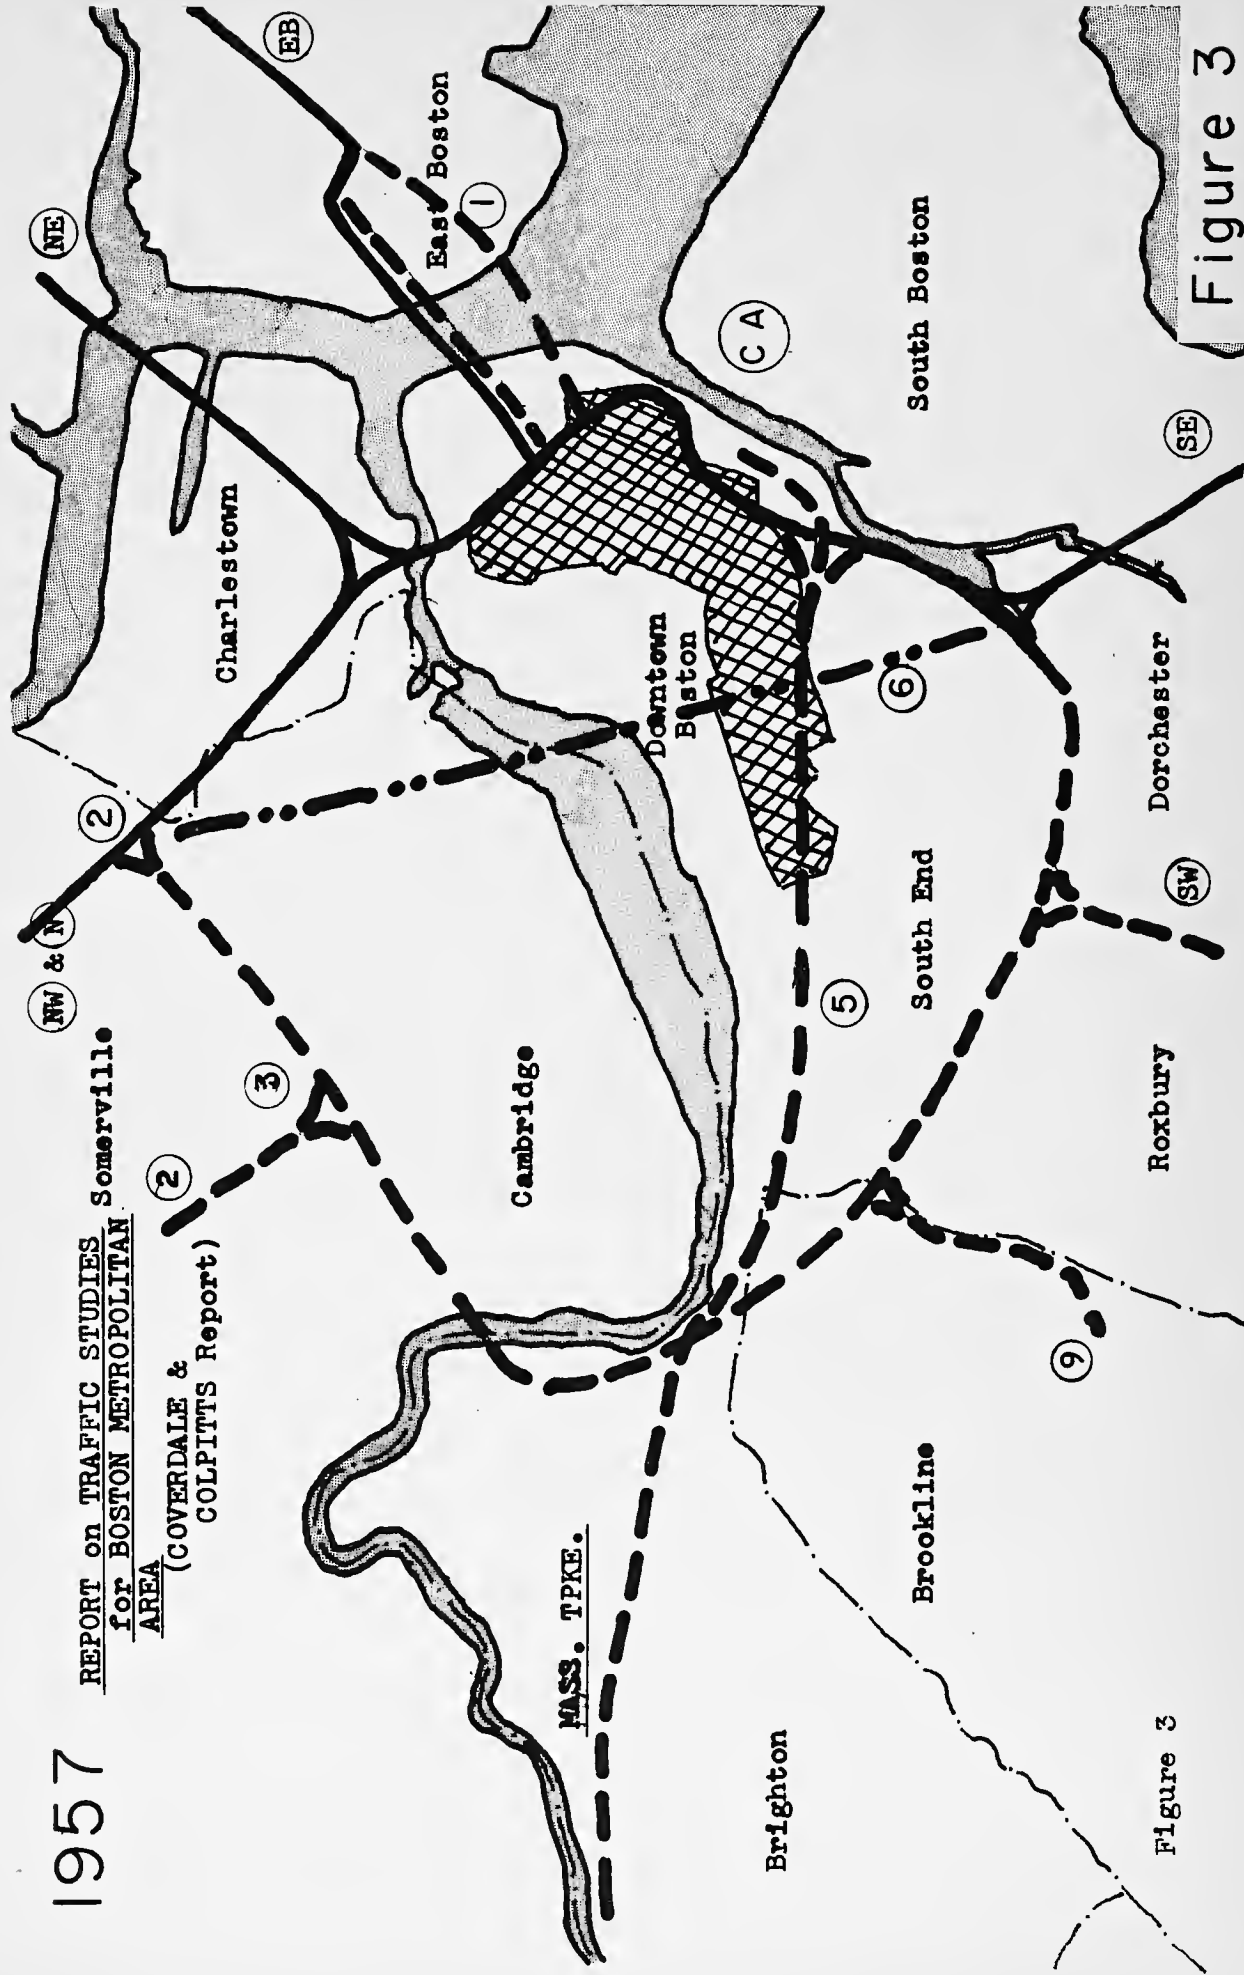 1957
REPORT on TRAFFIC STUDIES
for BOSTON METROPOLITAN
AREA
(COVERDALE &
COLPITTS Report)
Somerville
NW & N
2
NE
EB
Charlestown
2
3
East Boston
1
Cambridge
MASS. TPKE.
Downtown
Boston
C A
5
6
South End
South Boston
Brighton
Brookline
9
Roxbury
SW
Dorchester
SE
Figure 3
Figure 3